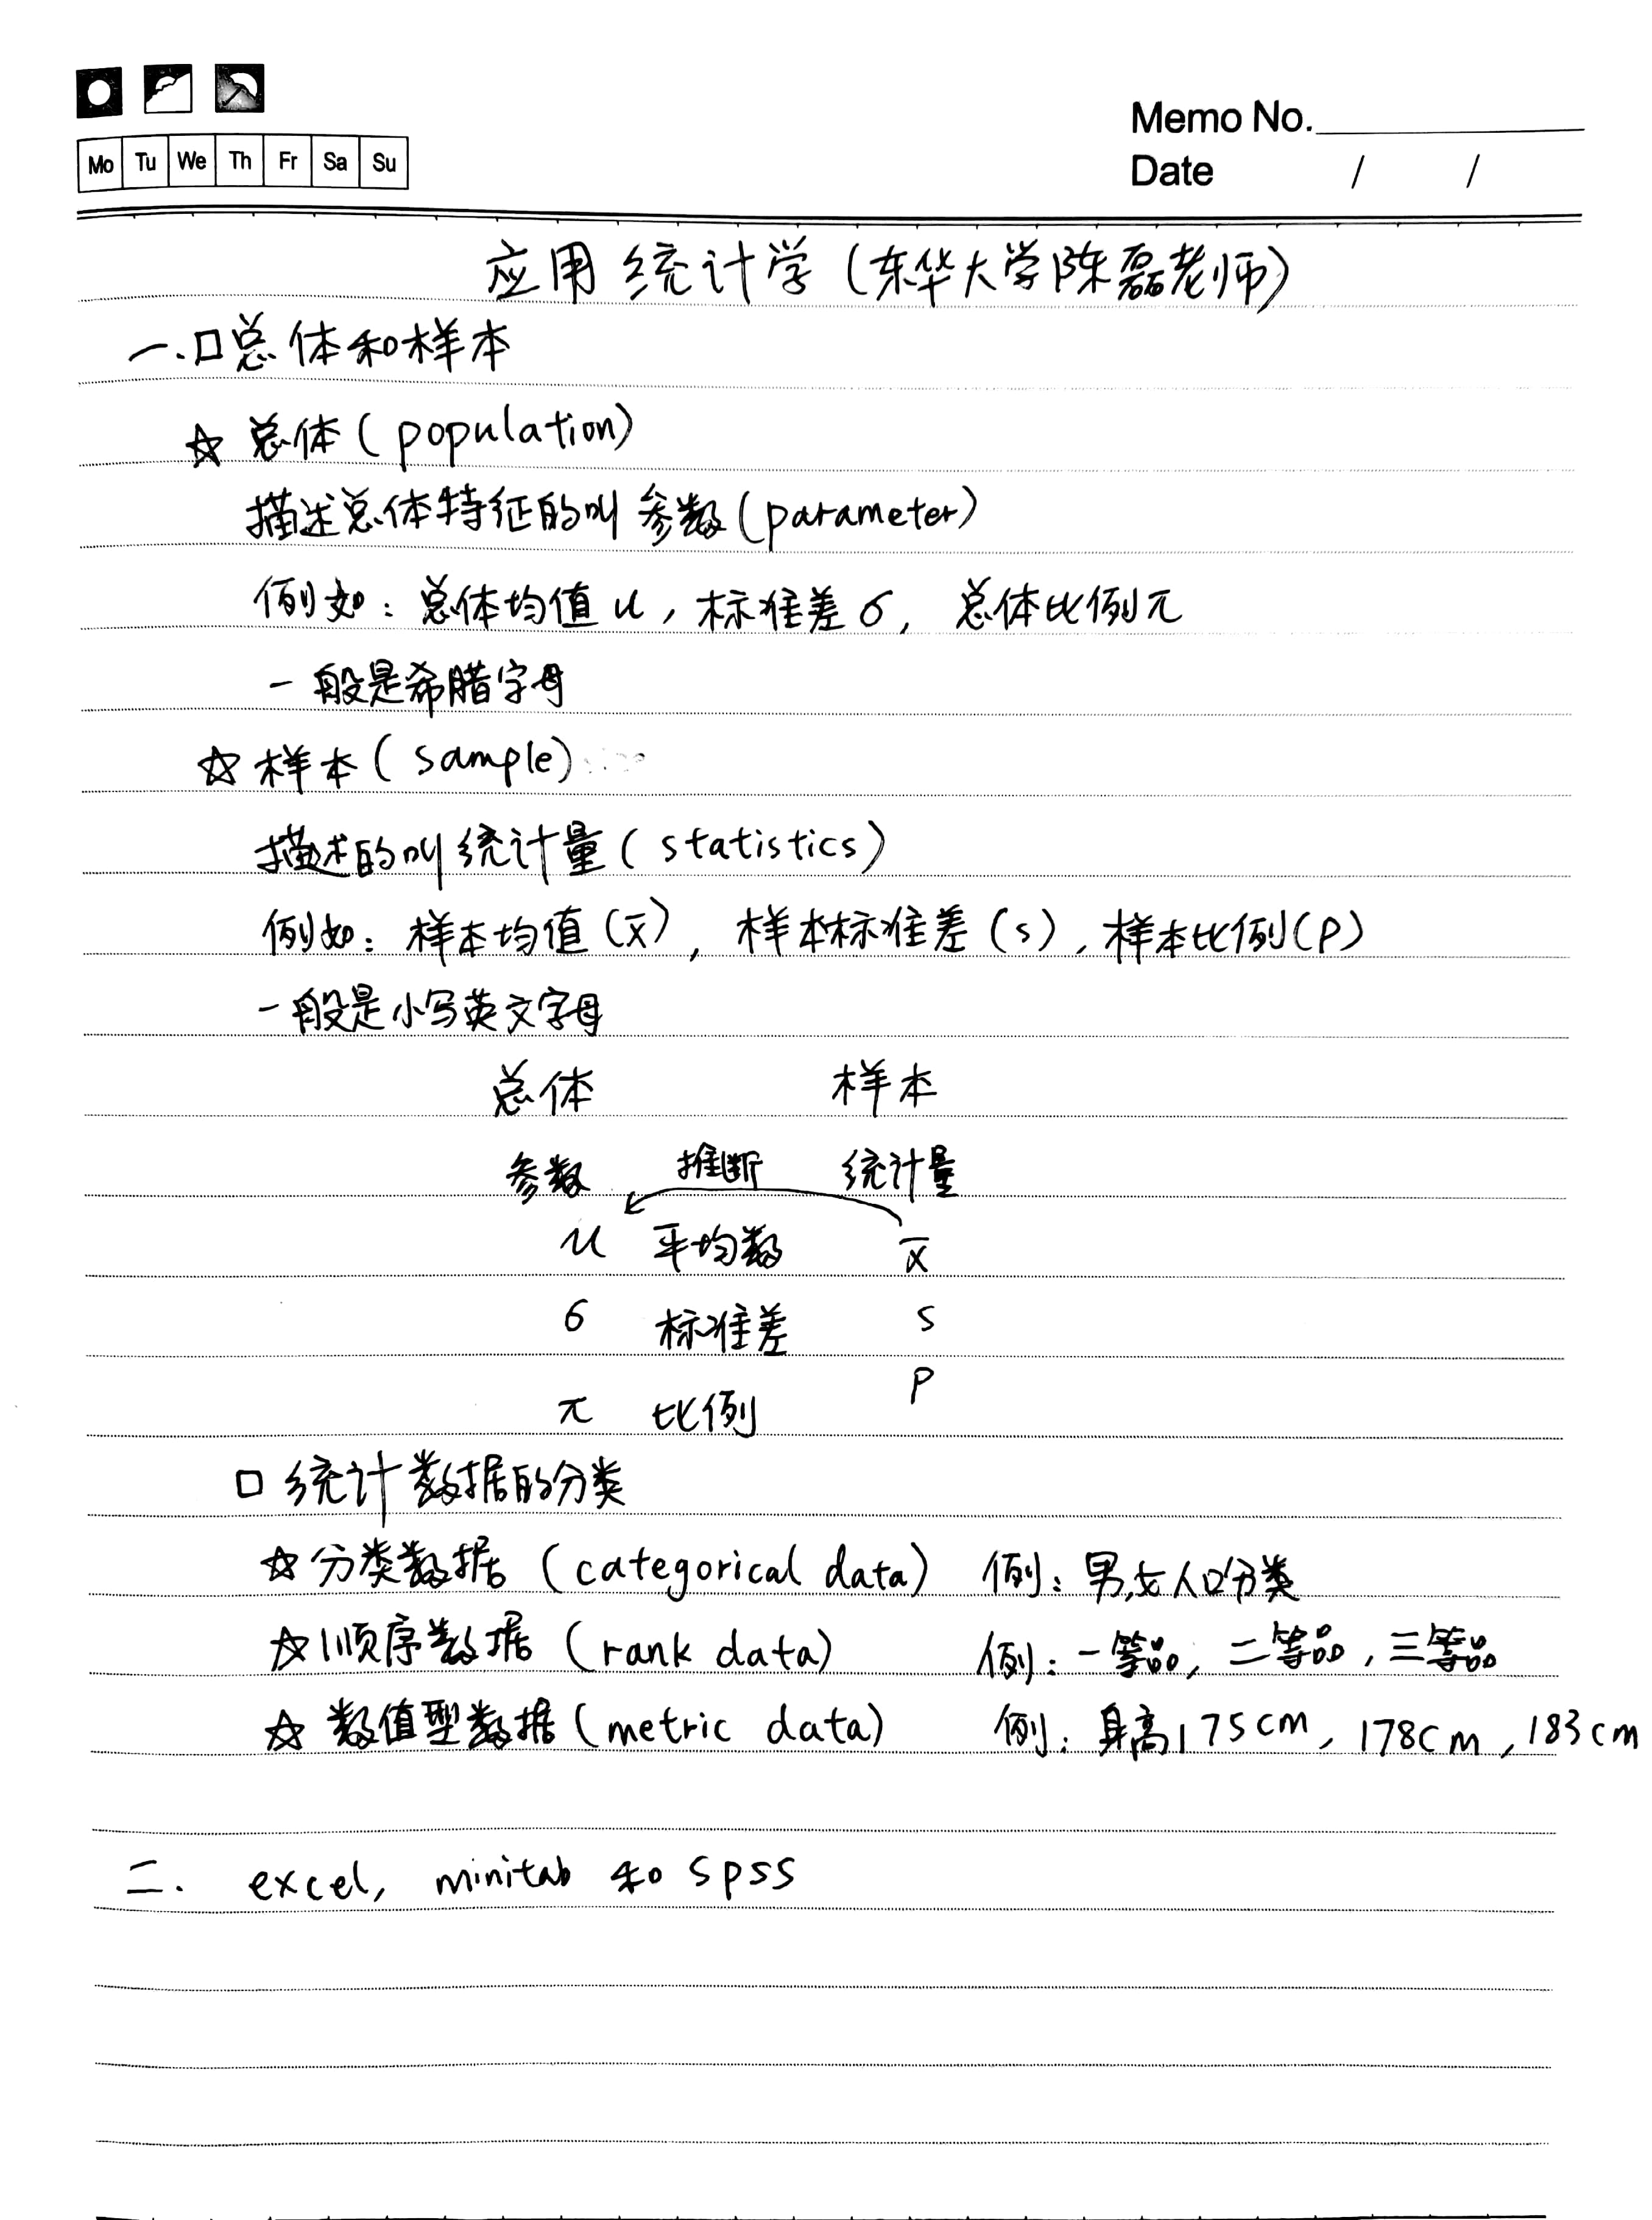 Memo No.
Mo Tu We Th Fr Sa Su
Date / /
应用统计学(东华大学陈磊老师)
一.口总体和样本
☆ 总体(population)
描述总体特征的叫参数(parameter)
例如:总体均值u,标准差σ,总体比例π
一般是希腊字母
☆样本(sample)
描述的叫统计量(statistics)
例如:样本均值(x̄),样本标准差(s),样本比例(p)
一般是小写英文字母
总体 样本
参数 推断 统计量
u 平均数 x̄
6 标准差 s
π 比例 p
口 统计数据的分类
☆分类数据(categorical data) 例:男,女人口分类
☆顺序数据(rank data) 例:一等品,二等品,三等品
☆ 数值型数据(metric data) 例:身高175cm,178cm,183cm
二. excel, minitab 和 spss